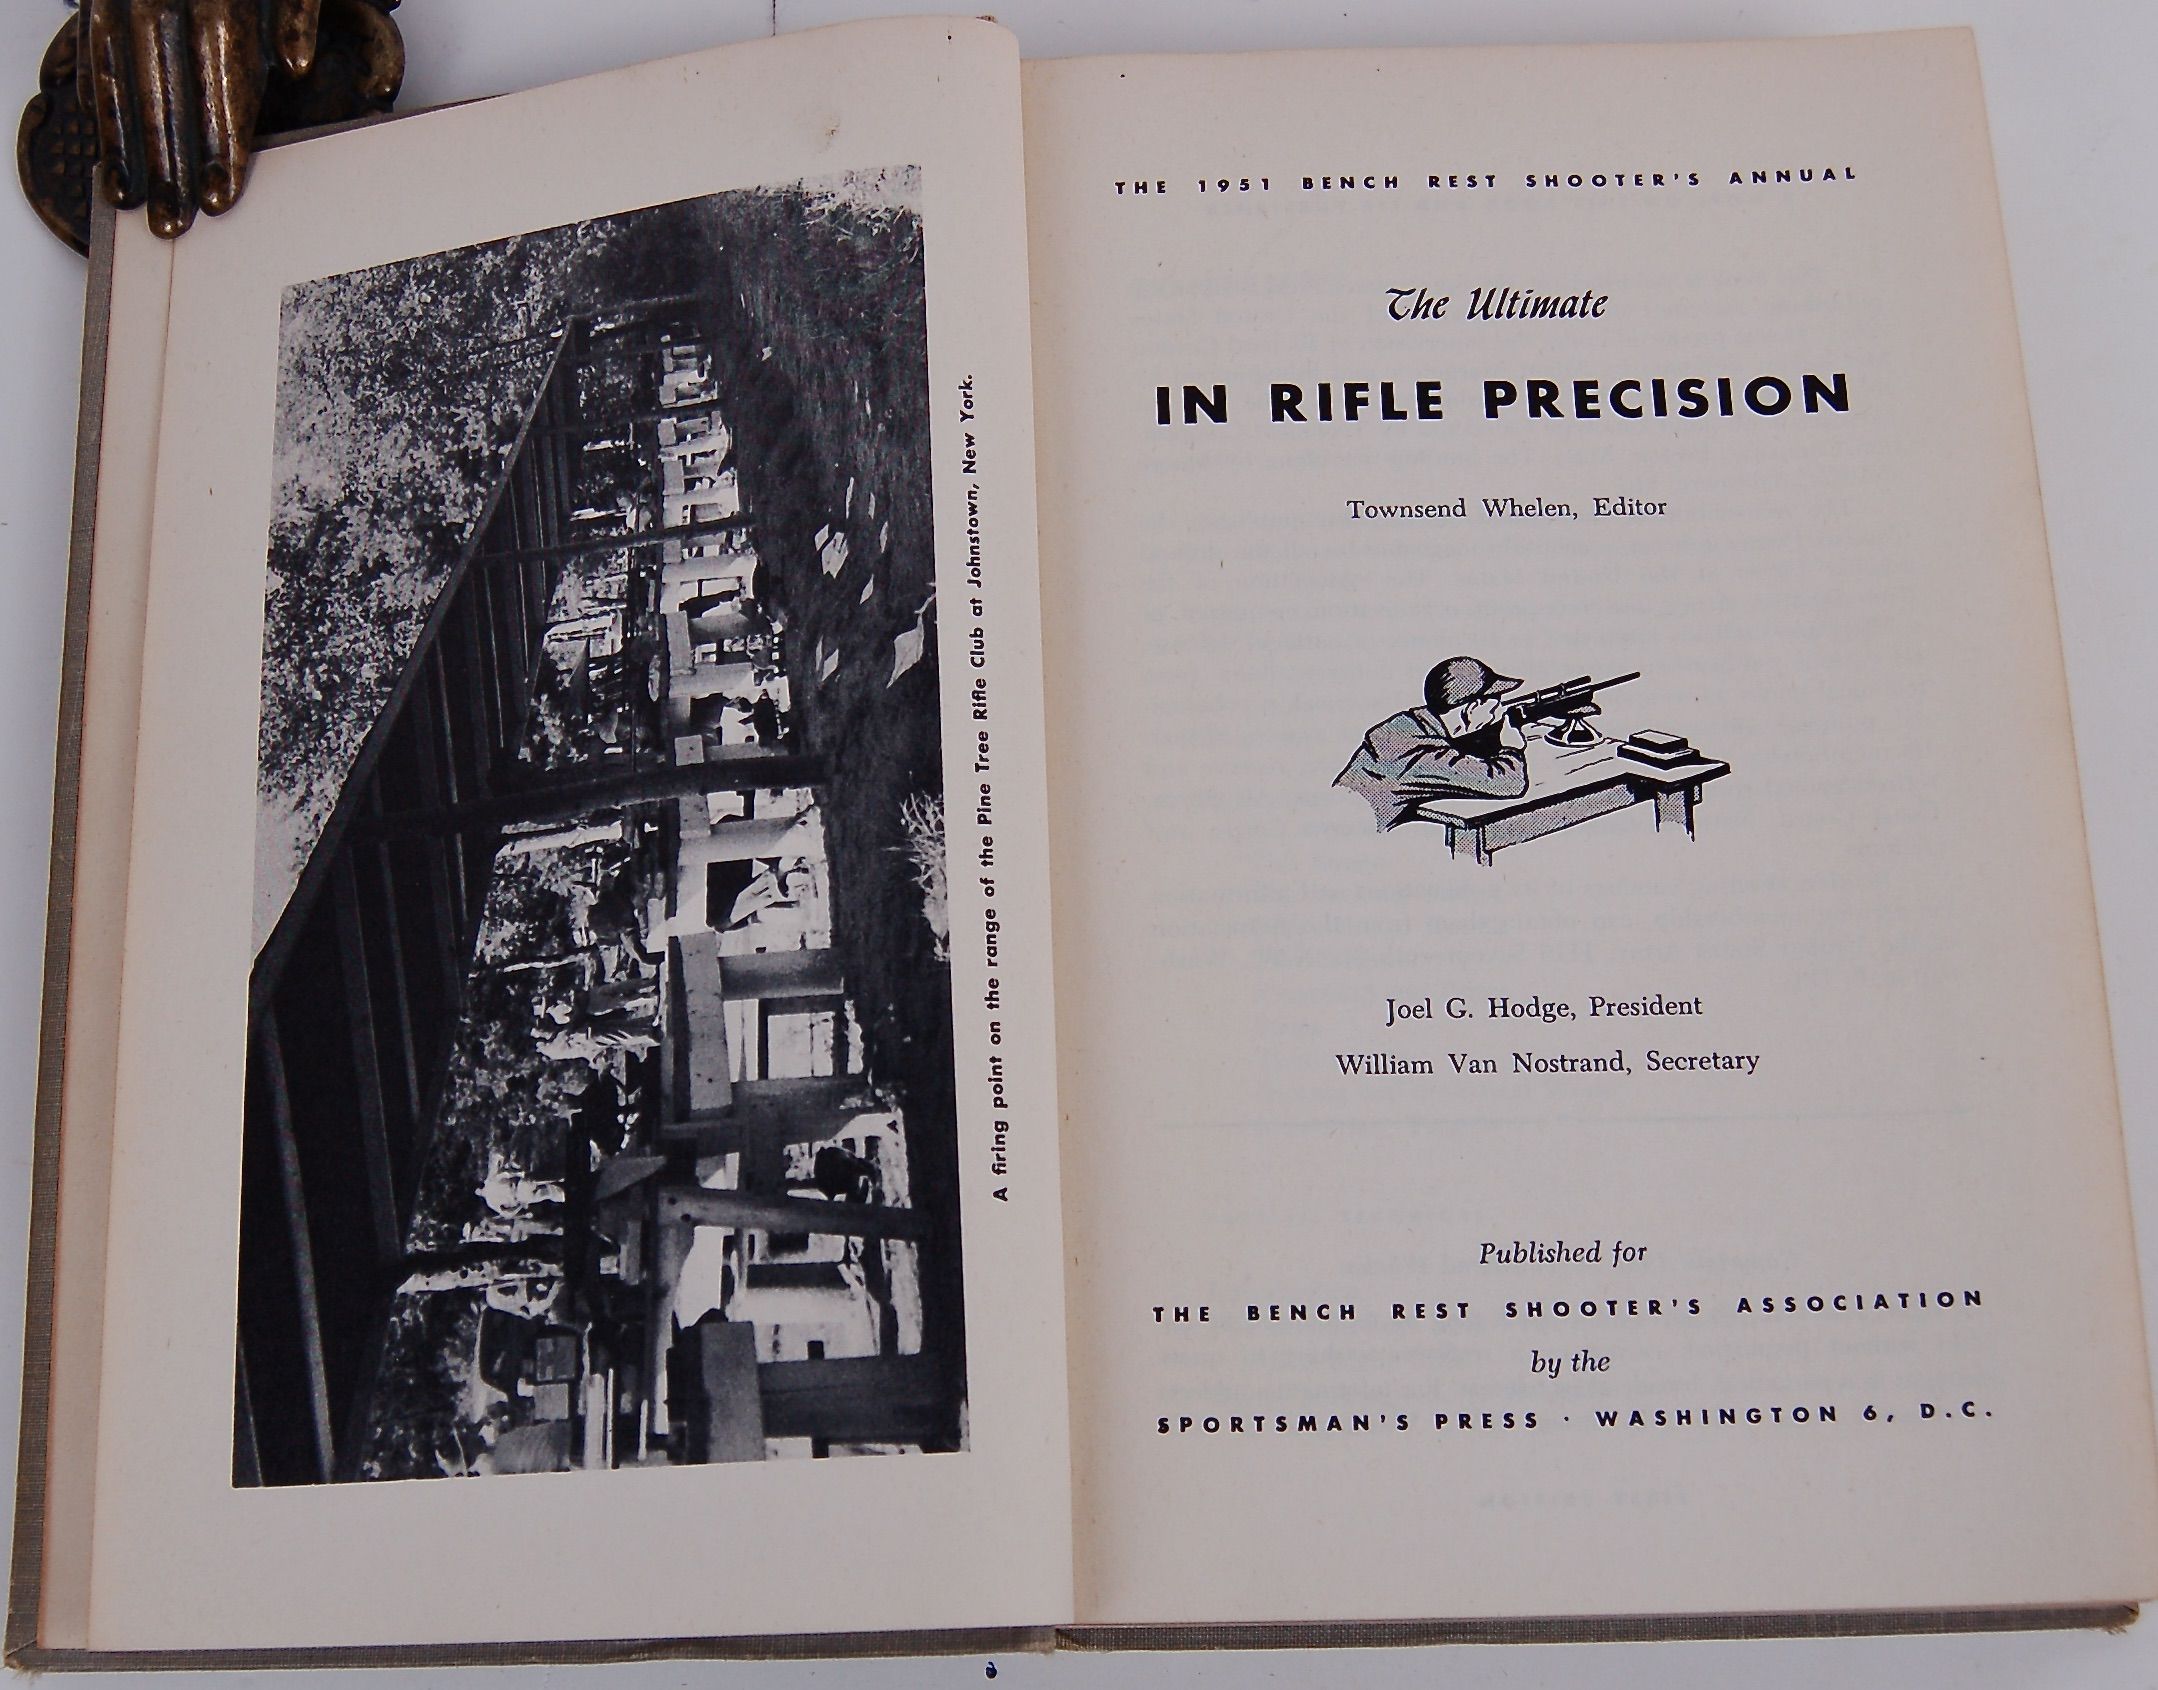 A firing point on the range of the Pine Tree Rifle Club at Johnstown, New York.
THE 1951 BENCH REST SHOOTER'S ANNUAL
The Ultimate
IN RIFLE PRECISION
Townsend Whelen, Editor
Joel G. Hodge, President
William Van Nostrand, Secretary
Published for
THE BENCH REST SHOOTER'S ASSOCIATION
by the
SPORTSMAN'S PRESS · WASHINGTON 6, D.C.